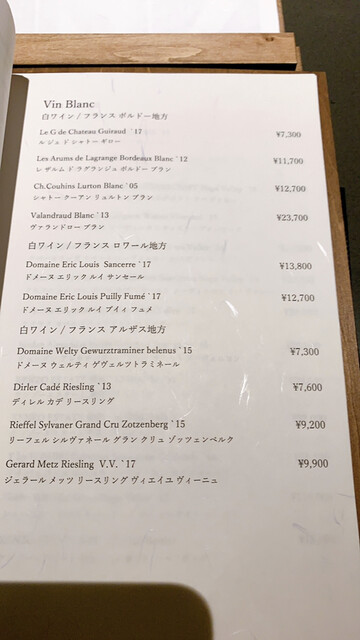 Vin Blanc
白ワイン / フランス ボルドー地方
Le G de Chateau Guiraud `17 ¥7,300
ル ジェ ド シャトー ギロー
Les Arums de Lagrange Bordeaux Blanc `12 ¥11,700
レ ザルム ド ラグランジュ ボルドー ブラン
Ch.Couhins Lurton Blanc `05 ¥12,700
シャトー クーアン リュルトン ブラン
Valandraud Blanc `13 ¥23,700
ヴァランドロー ブラン
白ワイン / フランス ロワール地方
Domaine Eric Louis Sancerre `17 ¥13,800
ドメーヌ エリック ルイ サンセール
Domaine Eric Louis Puilly Fumé `17 ¥12,700
ドメーヌ エリック ルイ プイィ フュメ
白ワイン / フランス アルザス地方
Domaine Welty Gewurztraminer belenus `15 ¥7,300
ドメーヌ ウェルティ ゲヴェルツトラミネール
Dirler Cadé Riesling `13 ¥7,600
ディレル カデ リースリング
Rieffel Sylvaner Grand Cru Zotzenberg `15 ¥9,200
リーフェル シルヴァネール グラン クリュ ゾッツェンベルク
Gerard Metz Riesling V.V. `17 ¥9,900
ジェラール メッツ リースリング ヴィエイユ ヴィーニュ